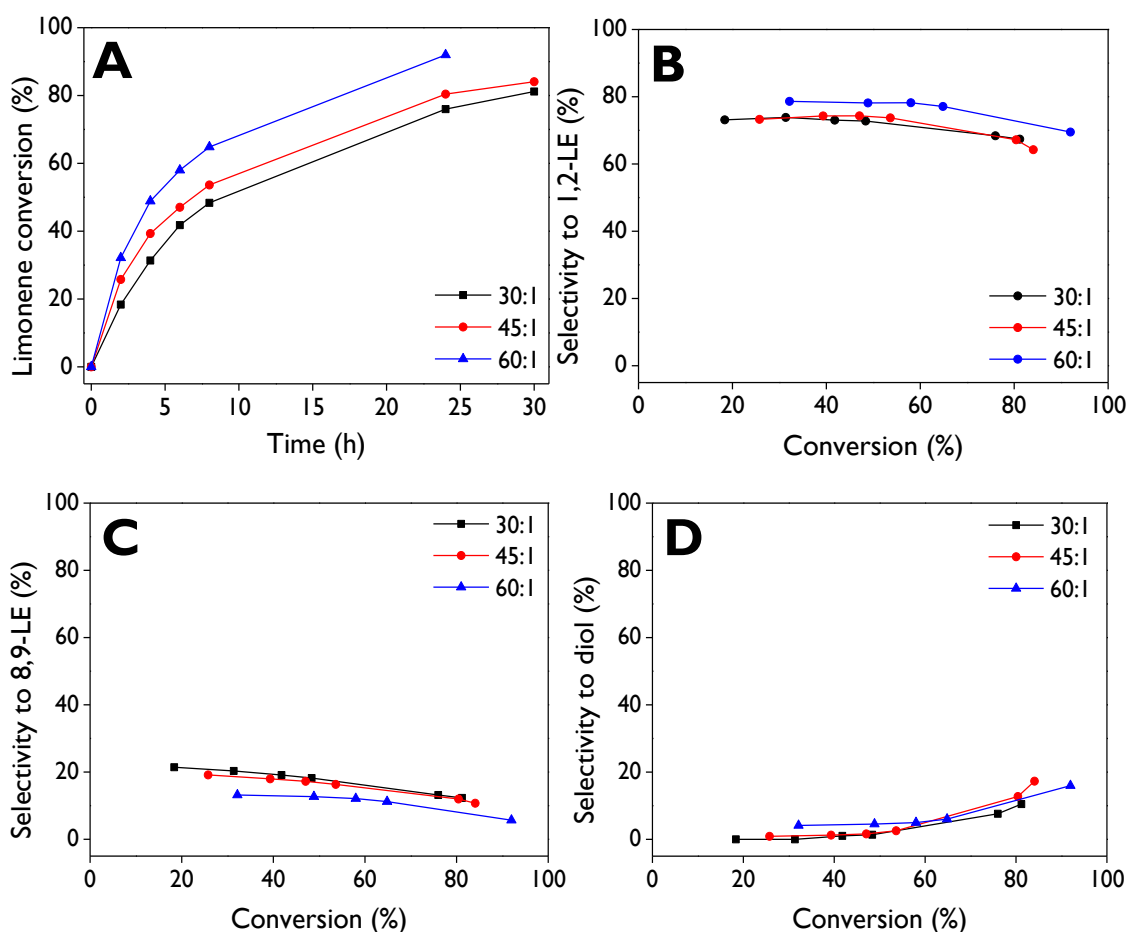 A
Limonene conversion (%)
100
80
60
40
20
0
0 5 10 15 20 25 30
Time (h)
30:1
45:1
60:1
B
Selectivity to 1,2-LE (%)
100
80
60
40
20
0
0 20 40 60 80 100
Conversion (%)
30:1
45:1
60:1
C
Selectivity to 8,9-LE (%)
100
80
60
40
20
0
0 20 40 60 80 100
Conversion (%)
30:1
45:1
60:1
D
Selectivity to diol (%)
100
80
60
40
20
0
0 20 40 60 80 100
Conversion (%)
30:1
45:1
60:1